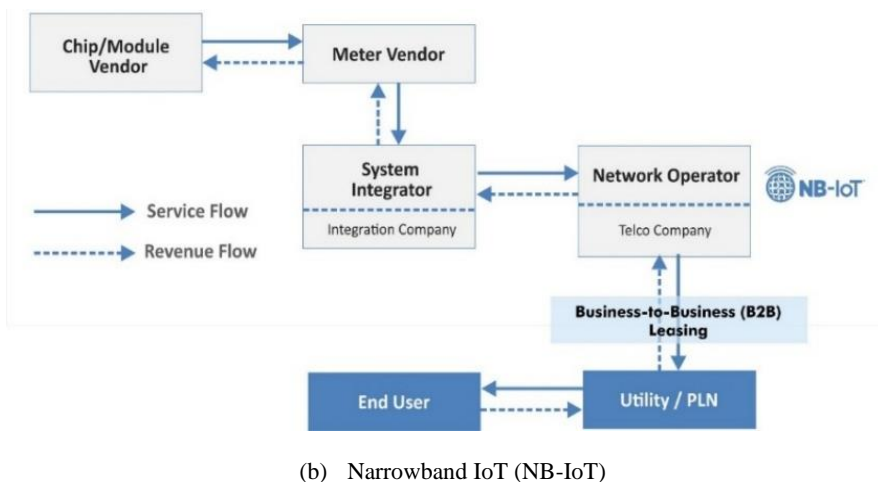 Chip/Module
Vendor
Meter Vendor
System
Integrator
Integration Company
Network Operator
Telco Company
NB-IoT
Service Flow
Revenue Flow
Business-to-Business (B2B)
Leasing
End User
Utility / PLN
(b) Narrowband IoT (NB-IoT)